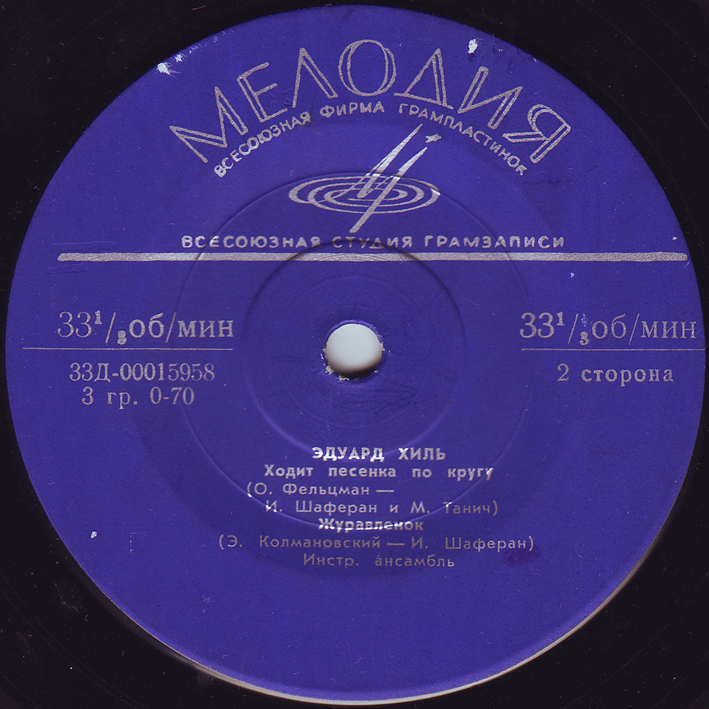 МЕЛОДИЯ
ВСЕСОЮЗНАЯ ФИРМА ГРАМПЛАСТИНОК
ВСЕСОЮЗНАЯ СТУДИЯ ГРАМЗАПИСИ
33¹/₃об/мин
33¹/₃об/мин
33Д-00015958
2 сторона
3 гр. 0-70
ЭДУАРД ХИЛЬ
Ходит песенка по кругу
(О. Фельцман —
И. Шаферан и М. Танич)
Журавленок
(Э. Колмановский — И. Шаферан)
Инстр. ансамбль